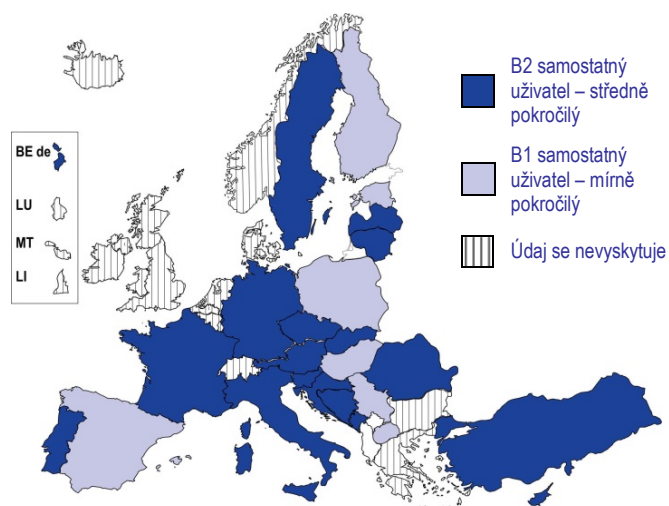 B2 samostatný
uživatel – středně
pokročilý
B1 samostatný
uživatel – mírně
pokročilý
Údaj se nevyskytuje
BE de
LU
MT
LI